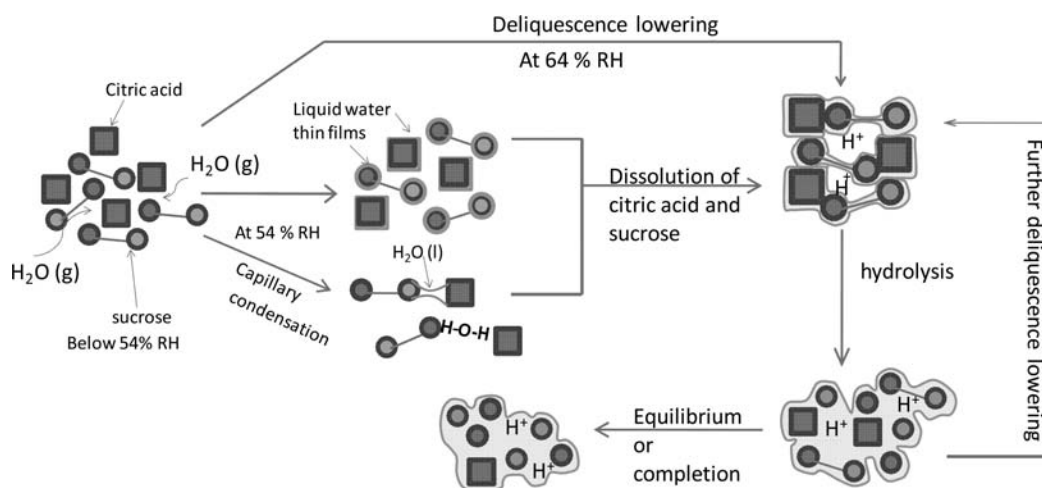 Deliquescence lowering
At 64 % RH
Citric acid
Liquid water
thin films
H₂O (g)
H⁺
H⁺
Dissolution of
citric acid and
sucrose
At 54 % RH
H₂O (l)
Capillary
condensation
H₂O (g)
H-O-H
sucrose
Below 54% RH
hydrolysis
Further deliquescence lowering
H⁺
H⁺
H⁺
H⁺
Equilibrium
or
completion